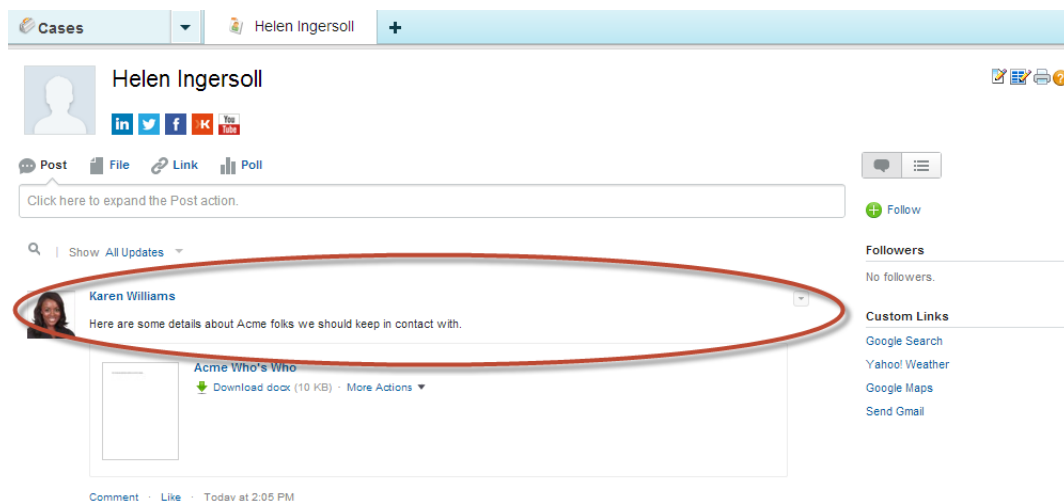 Cases
Helen Ingersoll
Helen Ingersoll
in f K You Tube
Post File Link Poll
Click here to expand the Post action.
Follow
Show All Updates
Followers
No followers.
Karen Williams
Here are some details about Acme folks we should keep in contact with.
Custom Links
Google Search
Yahoo! Weather
Google Maps
Send Gmail
Acme Who's Who
Download docx (10 KB) · More Actions
Comment · Like · Today at 2:05 PM